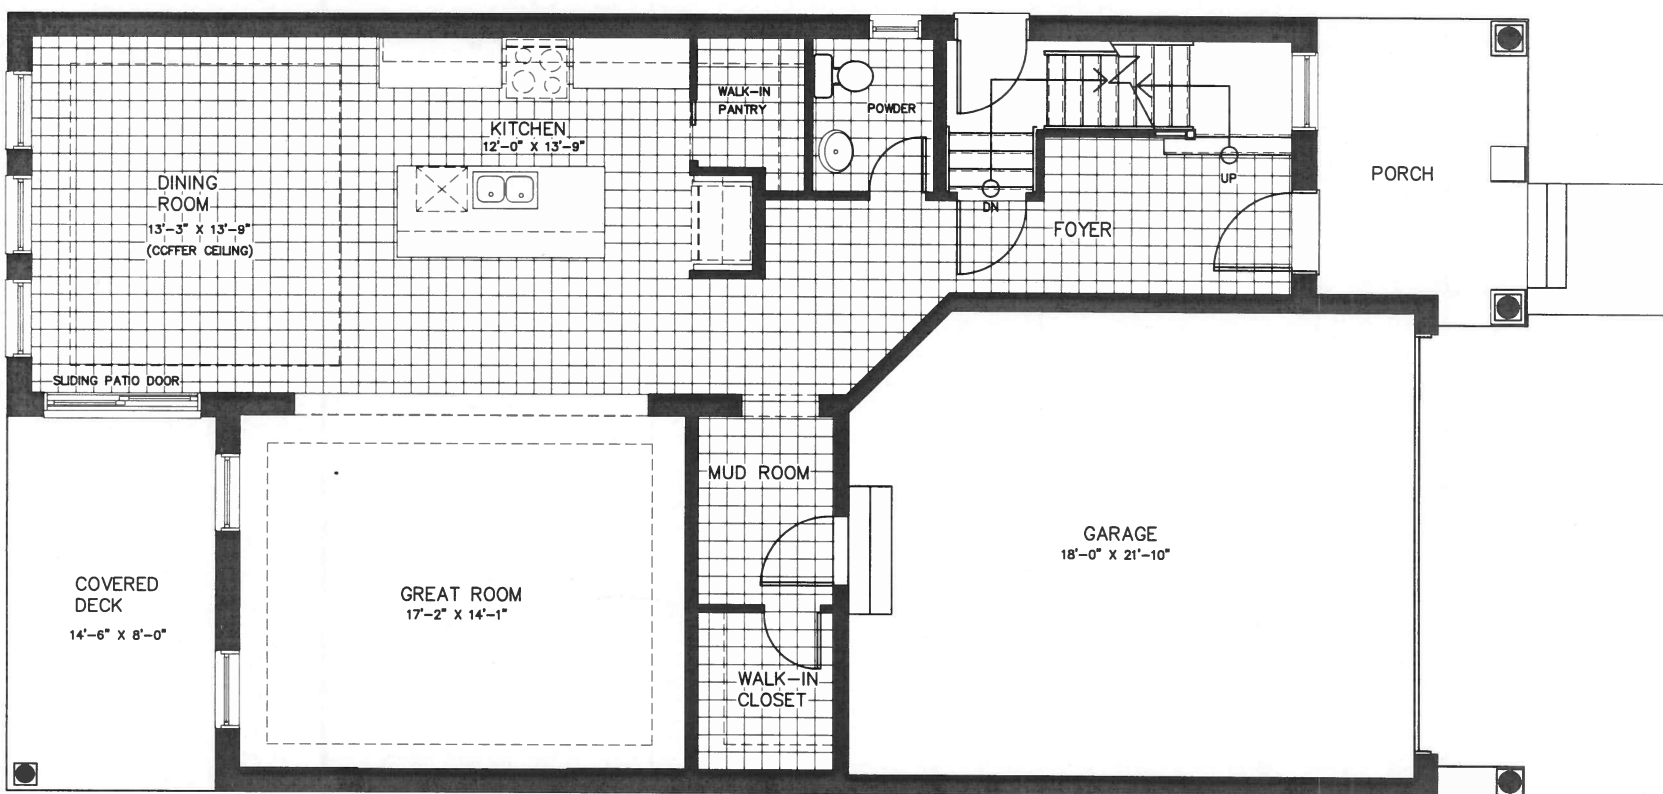 WALK-IN
PANTRY
POWDER
KITCHEN
12'-0" X 13'-9"
DINING
ROOM
13'-3" X 13'-9"
(COFFER CEILING)
UP
DN
PORCH
FOYER
SLIDING PATIO DOOR
MUD ROOM
GARAGE
18'-0" X 21'-10"
COVERED
DECK
14'-6" X 8'-0"
GREAT ROOM
17'-2" X 14'-1"
WALK-IN
CLOSET